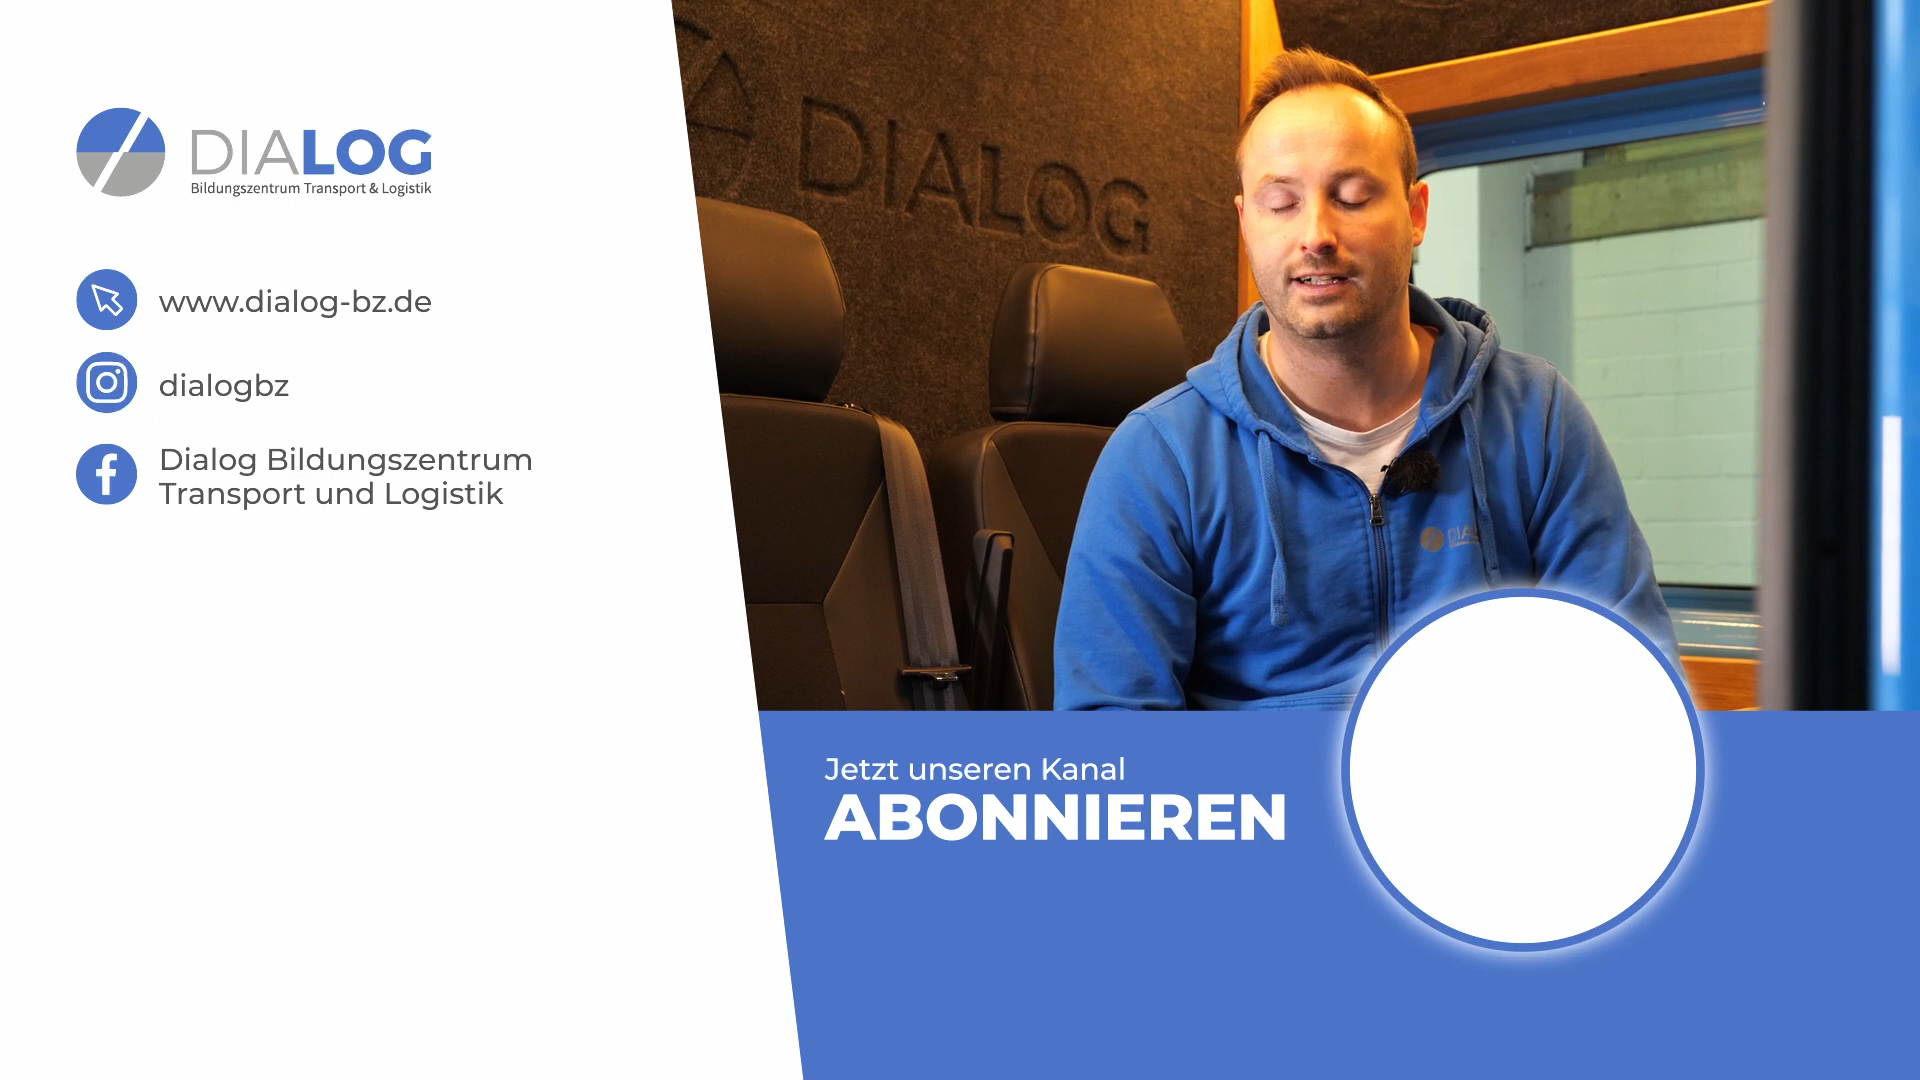 DIALOG
Bildungszentrum Transport & Logistik
www.dialog-bz.de
dialogbz
Dialog Bildungszentrum
Transport und Logistik
DIALOG
DIAL
Jetzt unseren Kanal
ABONNIEREN